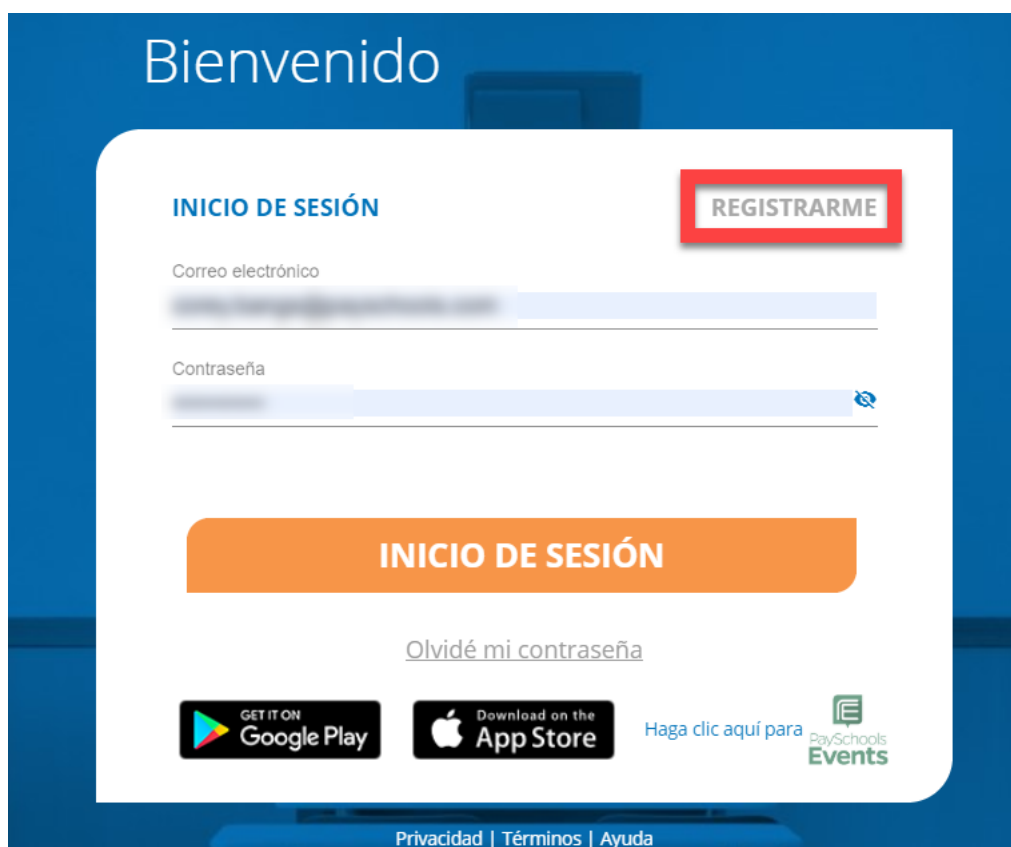 Bienvenido
INICIO DE SESIÓN
REGISTRARME
Correo electrónico
Contraseña
INICIO DE SESIÓN
Olvidé mi contraseña
GET IT ON
Google Play
Download on the
App Store
Haga clic aquí para
PaySchools
Events
Privacidad | Términos | Ayuda